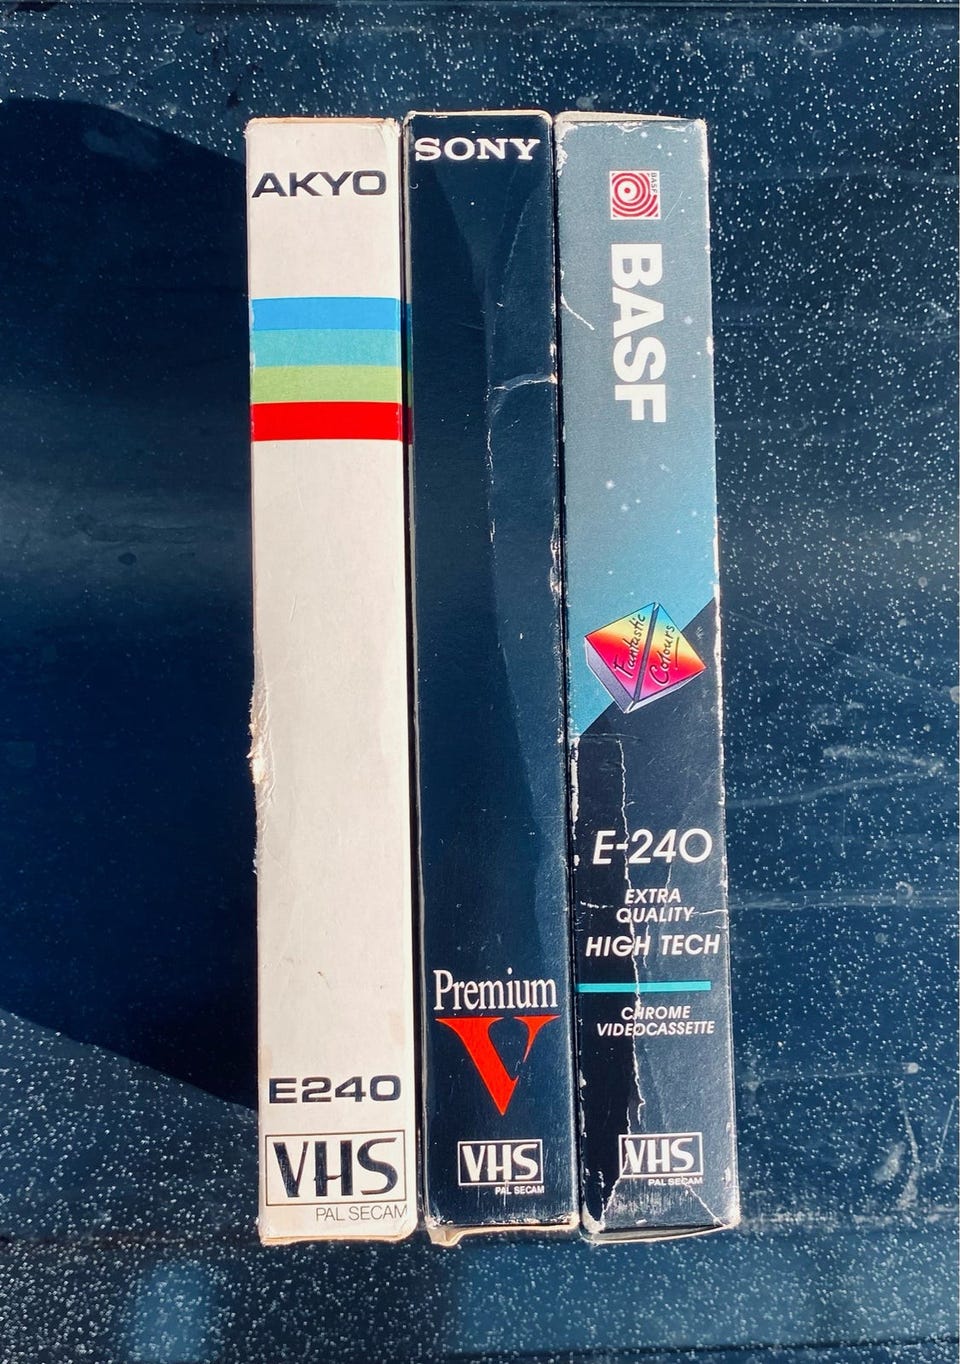 AKYO
E240
VHS
PAL SECAM
SONY
Premium
V
VHS
PAL SECAM
BASF
BASF
Fantastic
Colours
E-240
EXTRA
QUALITY
HIGH TECH
CHROME
VIDEOCASSETTE
VHS
PAL SECAM